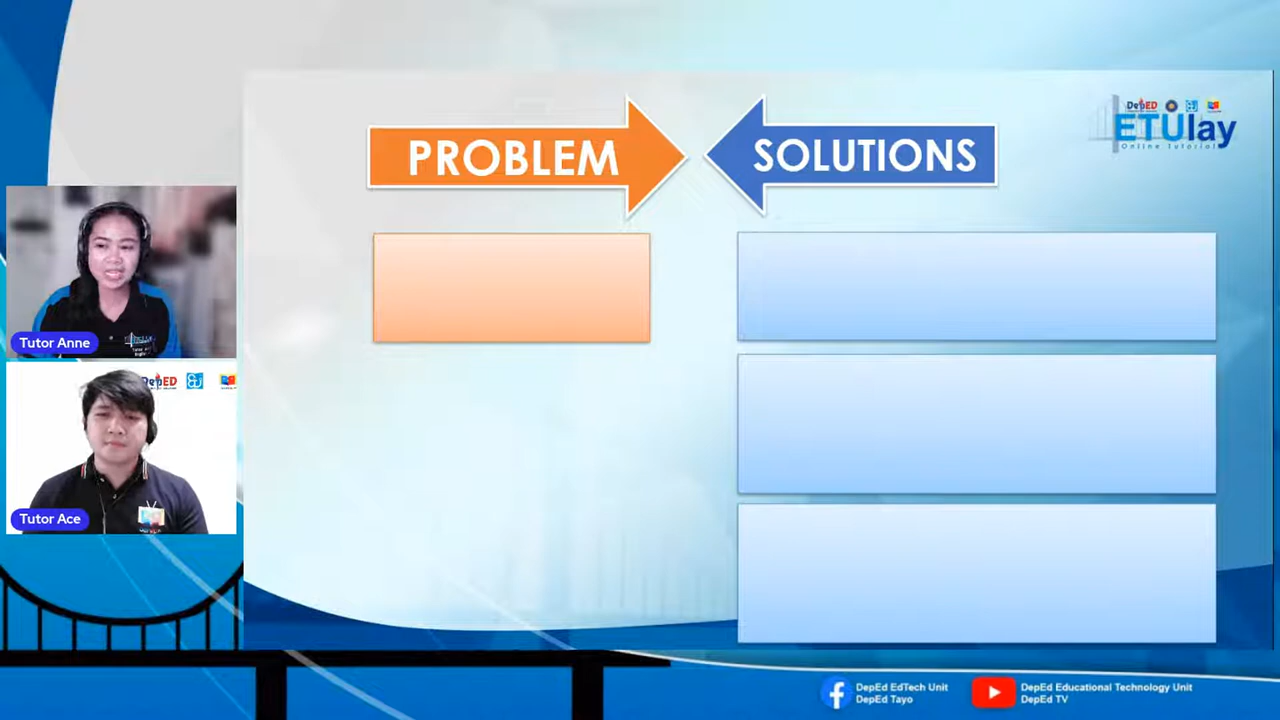 PROBLEM
SOLUTIONS
DepED
ETULay
Online Tutorial
Tutor Anne
DepED
Tutor Ace
DepEd EdTech Unit
DepEd Tayo
DepEd Educational Technology Unit
DepEd TV